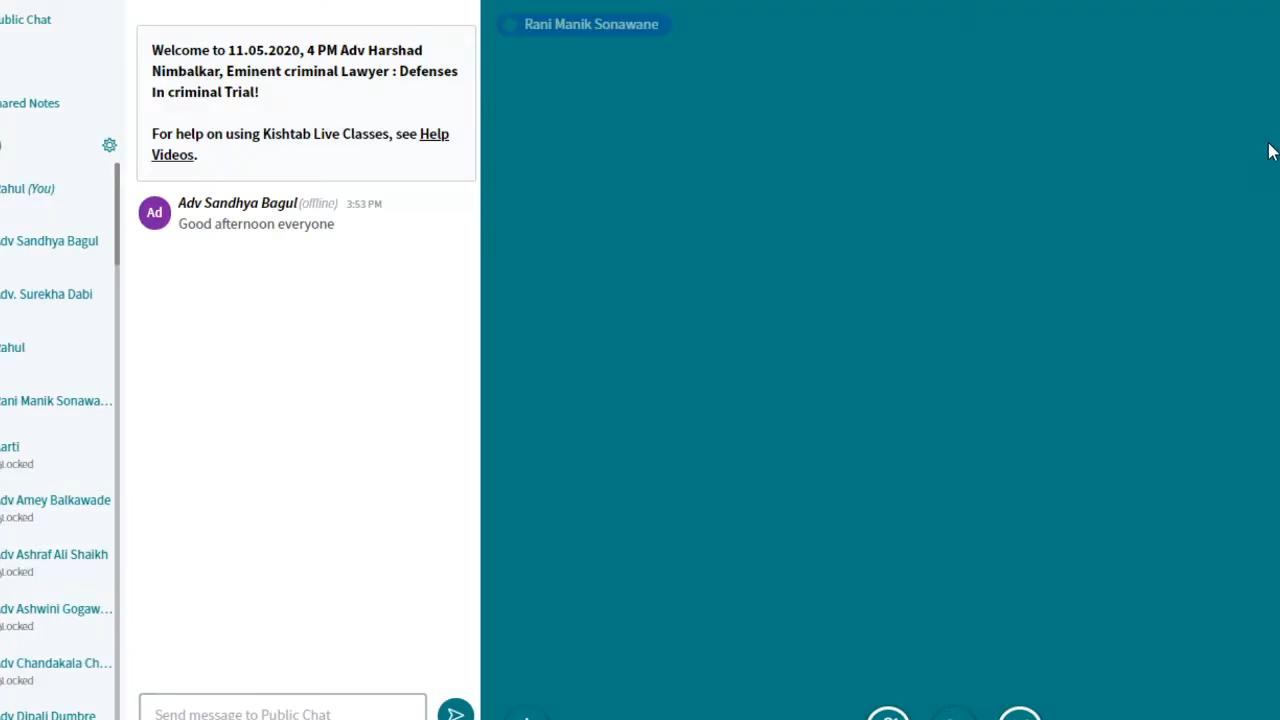 ublic Chat
hared Notes
ahul (You)
dv Sandhya Bagul
dv. Surekha Dabi
ahul
ani Manik Sonawa...
arti
Locked
dv Amey Balkawade
Locked
dv Ashraf Ali Shaikh
Locked
dv Ashwini Gogaw...
Locked
dv Chandakala Ch...
Locked
dv Dipali Dumbre
Welcome to 11.05.2020, 4 PM Adv Harshad
Nimbalkar, Eminent criminal Lawyer : Defenses
In criminal Trial!
For help on using Kishtab Live Classes, see Help
Videos.
Ad
Adv Sandhya Bagul (offline) 3:53 PM
Good afternoon everyone
Send message to Public Chat
Rani Manik Sonawane